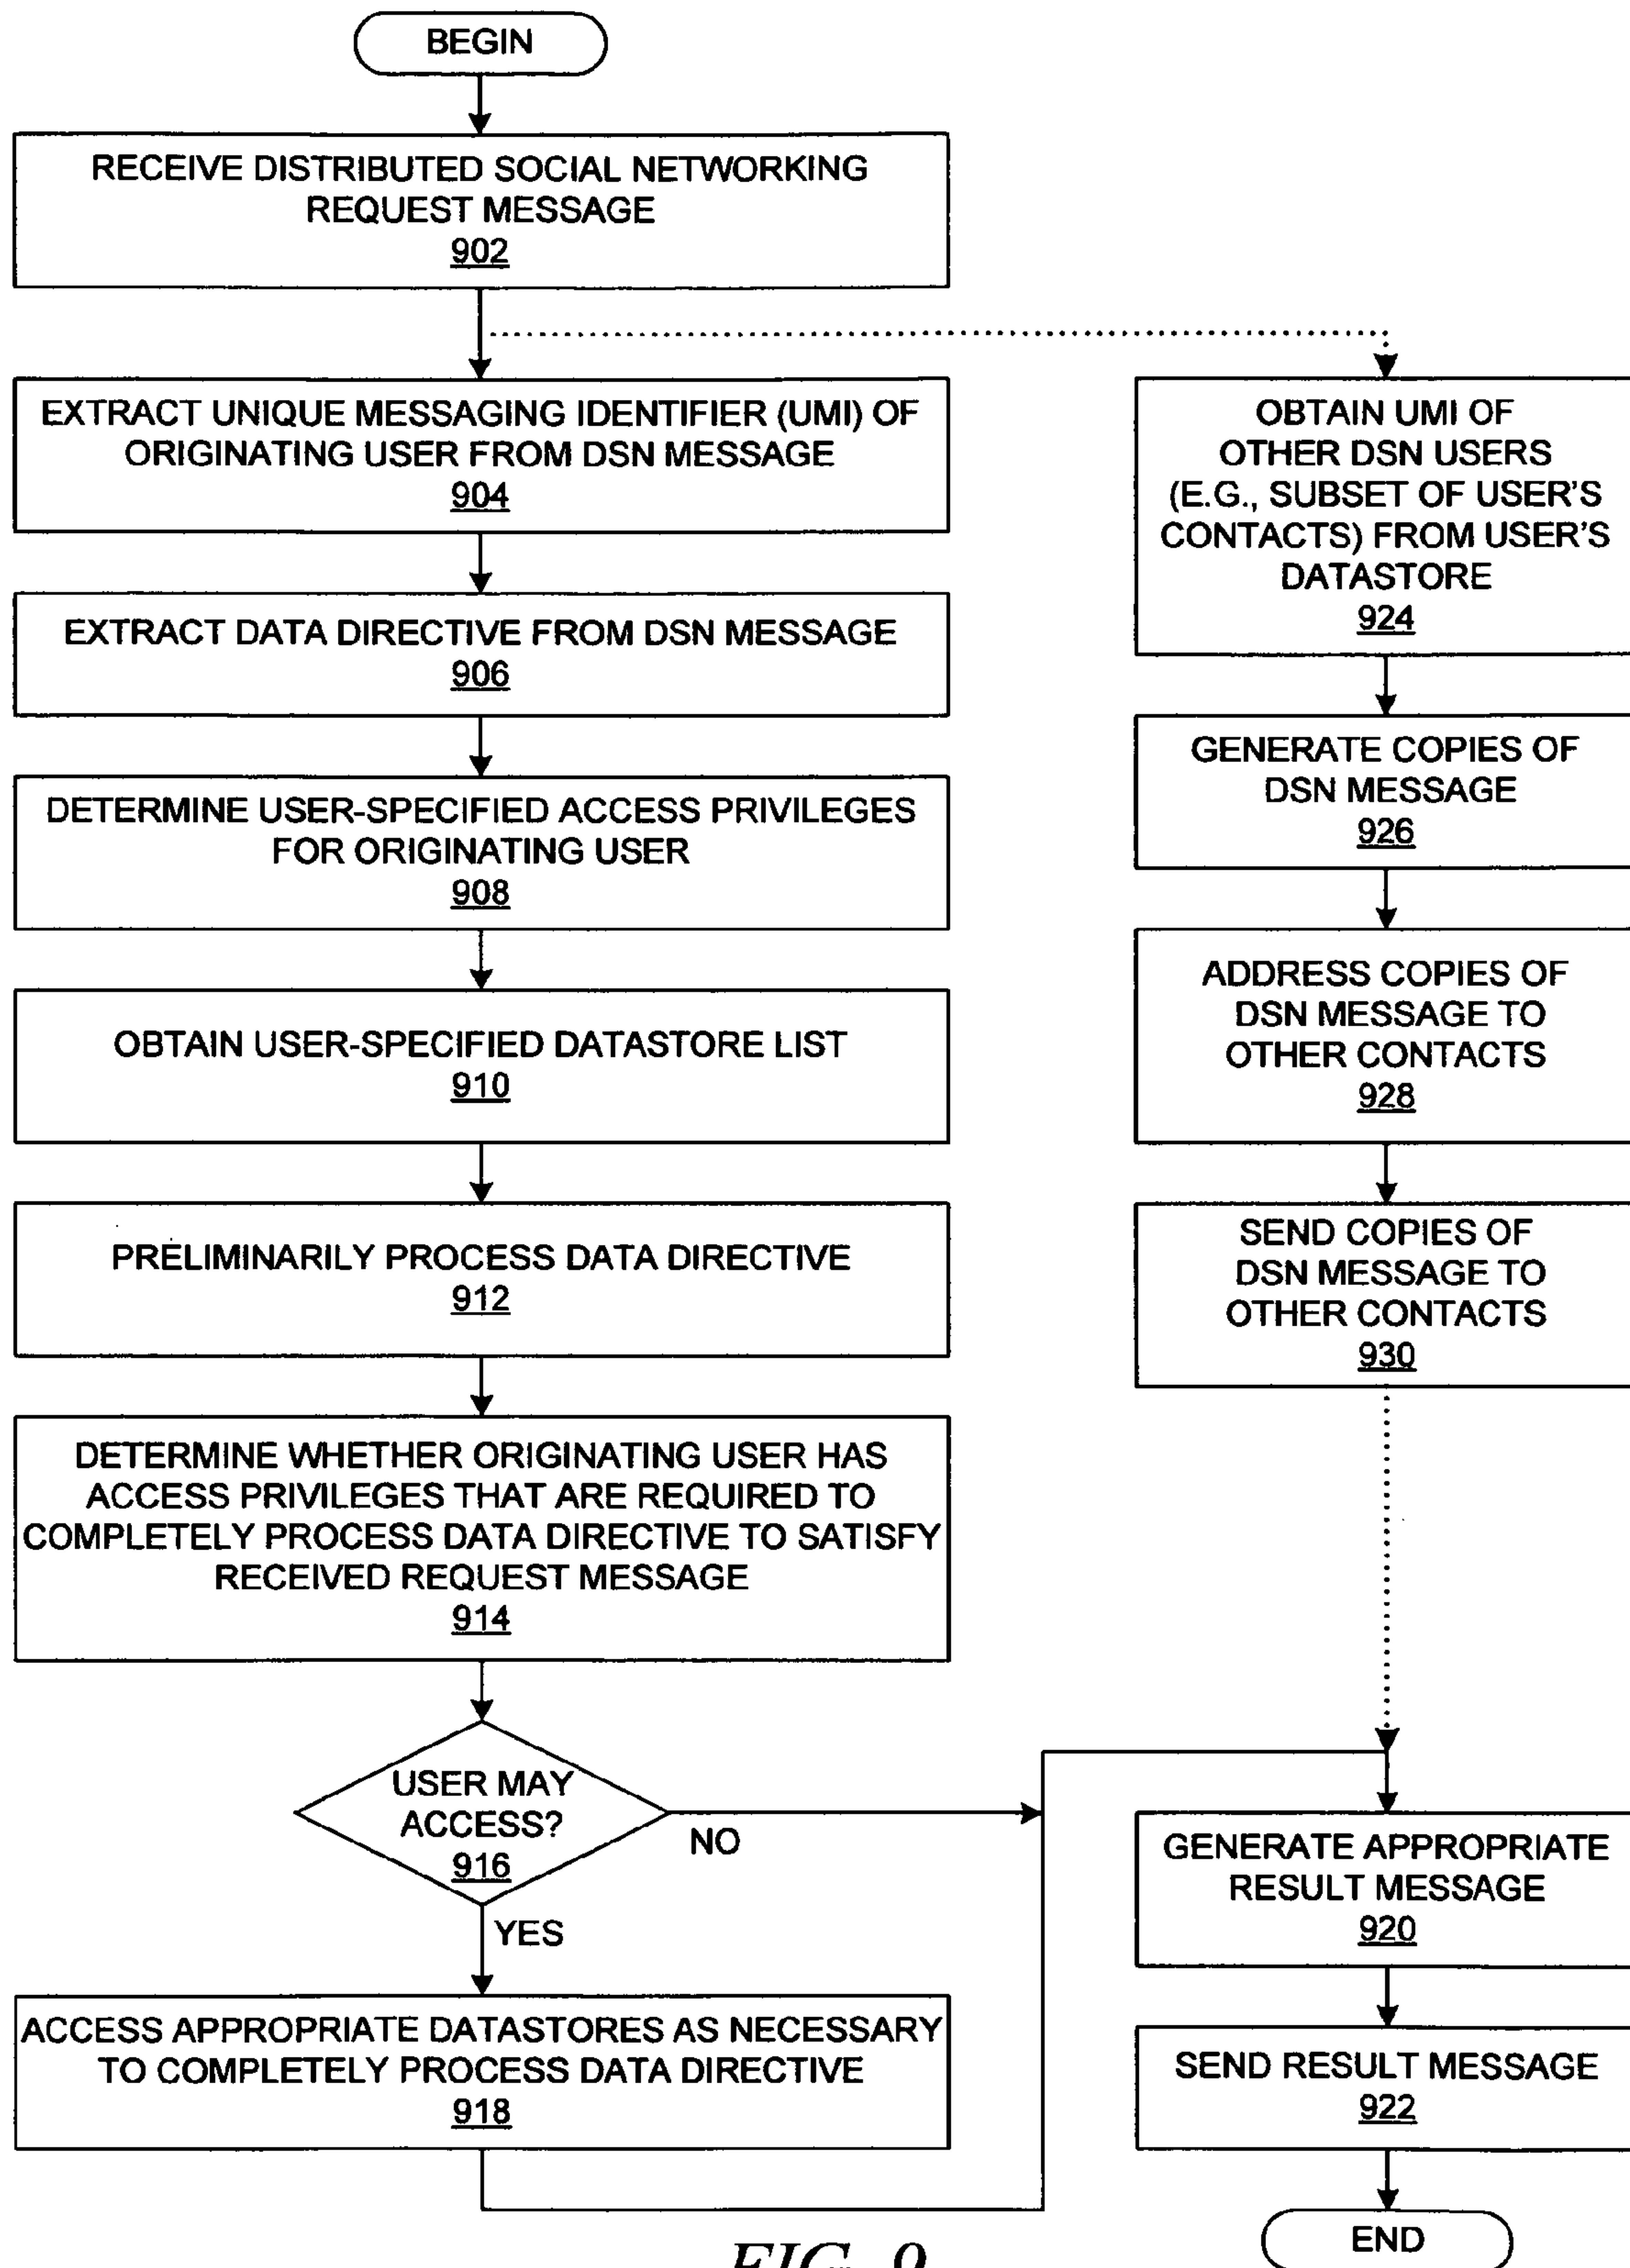 BEGIN
RECEIVE DISTRIBUTED SOCIAL NETWORKING
REQUEST MESSAGE
902
EXTRACT UNIQUE MESSAGING IDENTIFIER (UMI) OF
ORIGINATING USER FROM DSN MESSAGE
904
EXTRACT DATA DIRECTIVE FROM DSN MESSAGE
906
DETERMINE USER-SPECIFIED ACCESS PRIVILEGES
FOR ORIGINATING USER
908
OBTAIN USER-SPECIFIED DATASTORE LIST
910
PRELIMINARILY PROCESS DATA DIRECTIVE
912
DETERMINE WHETHER ORIGINATING USER HAS
ACCESS PRIVILEGES THAT ARE REQUIRED TO
COMPLETELY PROCESS DATA DIRECTIVE TO SATISFY
RECEIVED REQUEST MESSAGE
914
USER MAY
ACCESS?
916
NO
YES
ACCESS APPROPRIATE DATASTORES AS NECESSARY
TO COMPLETELY PROCESS DATA DIRECTIVE
918
OBTAIN UMI OF
OTHER DSN USERS
(E.G., SUBSET OF USER'S
CONTACTS) FROM USER'S
DATASTORE
924
GENERATE COPIES OF
DSN MESSAGE
926
ADDRESS COPIES OF
DSN MESSAGE TO
OTHER CONTACTS
928
SEND COPIES OF
DSN MESSAGE TO
OTHER CONTACTS
930
GENERATE APPROPRIATE
RESULT MESSAGE
920
SEND RESULT MESSAGE
922
END
FIG. 9